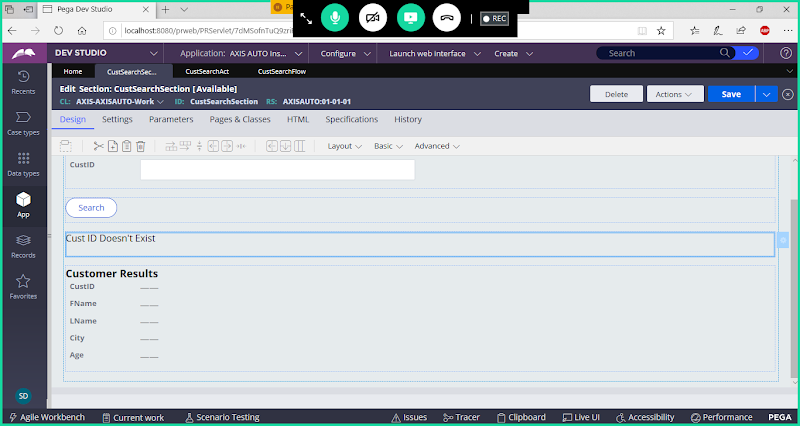 Pega Dev Studio
localhost:8080/prweb/PRServlet/7dMSofnTuQ9zri
REC
DEV STUDIO
Application: AXIS AUTO Ins...
Configure
Launch web interface
Create
Search
Home
CustSearchSec...
CustSearchAct
CustSearchFlow
Recents
Case types
Data types
App
Records
Favorites
SD
Edit Section: CustSearchSection [Available]
CL: AXIS-AXISAUTO-Work
ID: CustSearchSection
RS: AXISAUTO:01-01-01
Delete
Actions
Save
Design
Settings
Parameters
Pages & Classes
HTML
Specifications
History
Layout
Basic
Advanced
CustID
Search
Cust ID Doesn't Exist
Customer Results
CustID
FName
LName
City
Age
Agile Workbench
Current work
Scenario Testing
Issues
Tracer
Clipboard
Live UI
Accessibility
Performance
PEGA